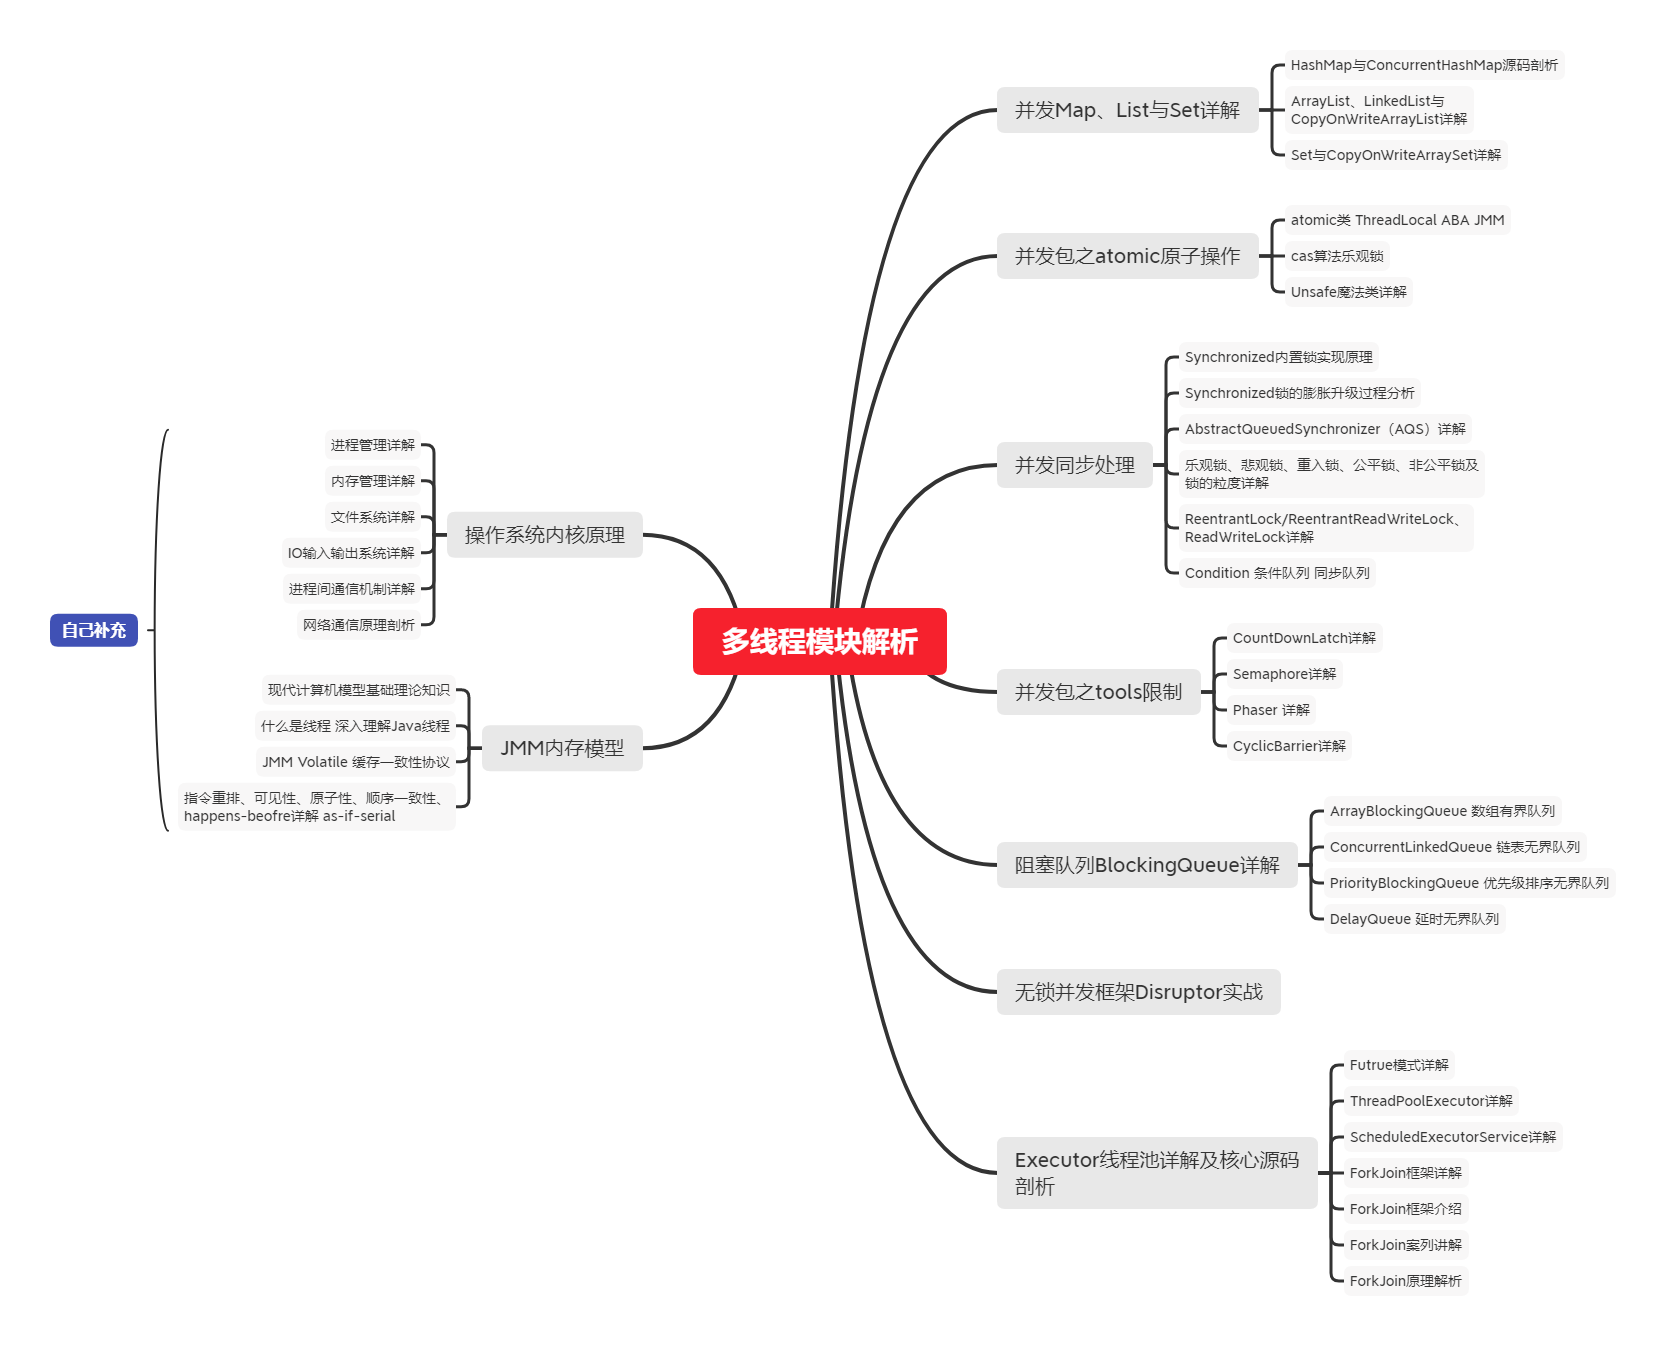 多线程模块解析
并发Map、List与Set详解
HashMap与ConcurrentHashMap源码剖析
ArrayList、LinkedList与
CopyOnWriteArrayList详解
Set与CopyOnWriteArraySet详解
并发包之atomic原子操作
atomic类 ThreadLocal ABA JMM
cas算法乐观锁
Unsafe魔法类详解
并发同步处理
Synchronized内置锁实现原理
Synchronized锁的膨胀升级过程分析
AbstractQueuedSynchronizer（AQS）详解
乐观锁、悲观锁、重入锁、公平锁、非公平锁及
锁的粒度详解
ReentrantLock/ReentrantReadWriteLock、
ReadWriteLock详解
Condition 条件队列 同步队列
并发包之tools限制
CountDownLatch详解
Semaphore详解
Phaser 详解
CyclicBarrier详解
阻塞队列BlockingQueue详解
ArrayBlockingQueue 数组有界队列
ConcurrentLinkedQueue 链表无界队列
PriorityBlockingQueue 优先级排序无界队列
DelayQueue 延时无界队列
无锁并发框架Disruptor实战
Executor线程池详解及核心源码
剖析
Futrue模式详解
ThreadPoolExecutor详解
ScheduledExecutorService详解
ForkJoin框架详解
ForkJoin框架介绍
ForkJoin案列讲解
ForkJoin原理解析
操作系统内核原理
进程管理详解
内存管理详解
文件系统详解
IO输入输出系统详解
进程间通信机制详解
网络通信原理剖析
JMM内存模型
现代计算机模型基础理论知识
什么是线程 深入理解Java线程
JMM Volatile 缓存一致性协议
指令重排、可见性、原子性、顺序一致性、
happens-beofre详解 as-if-serial
自己补充